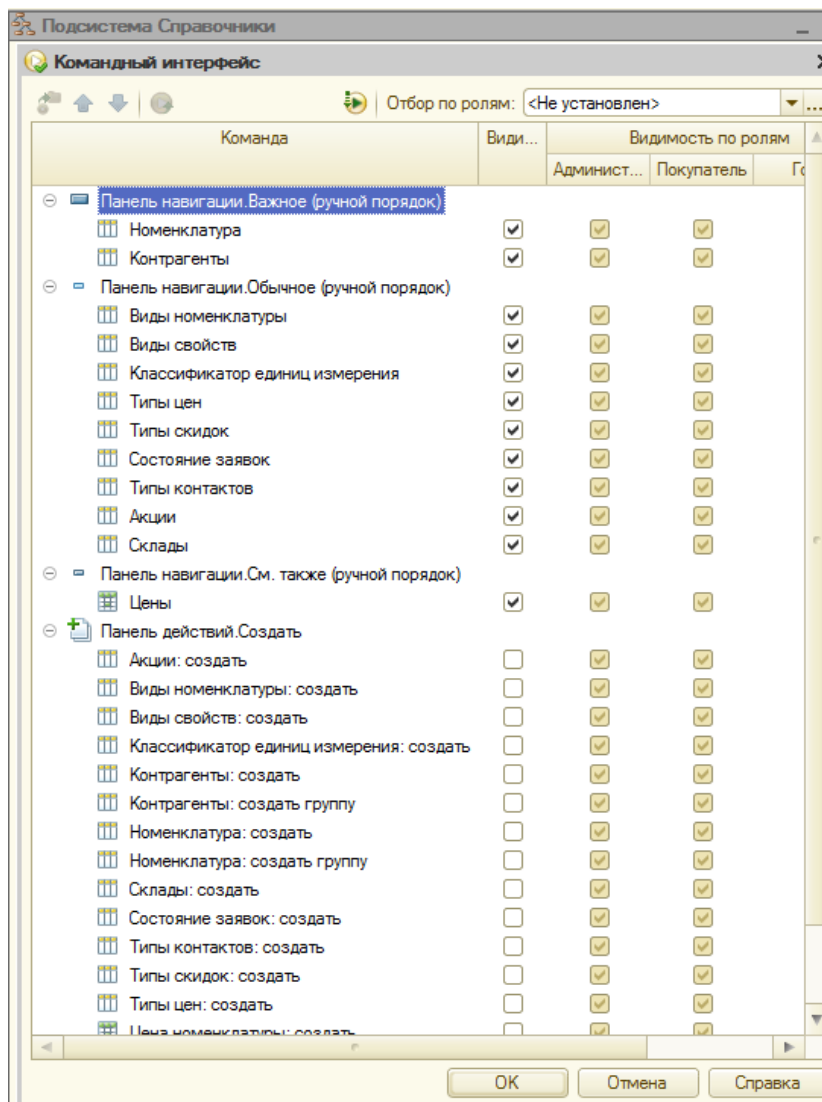 Подсистема Справочники
Командный интерфейс
Отбор по ролям: <Не установлен>
Команда Види... Видимость по ролям
Админист... Покупатель
Панель навигации.Важное (ручной порядок)
Номенклатура
Контрагенты
Панель навигации.Обычное (ручной порядок)
Виды номенклатуры
Виды свойств
Классификатор единиц измерения
Типы цен
Типы скидок
Состояние заявок
Типы контактов
Акции
Склады
Панель навигации.См. также (ручной порядок)
Цены
Панель действий.Создать
Акции: создать
Виды номенклатуры: создать
Виды свойств: создать
Классификатор единиц измерения: создать
Контрагенты: создать
Контрагенты: создать группу
Номенклатура: создать
Номенклатура: создать группу
Склады: создать
Состояние заявок: создать
Типы контактов: создать
Типы скидок: создать
Типы цен: создать
Цена номенклатуры: создать
ОК Отмена Справка